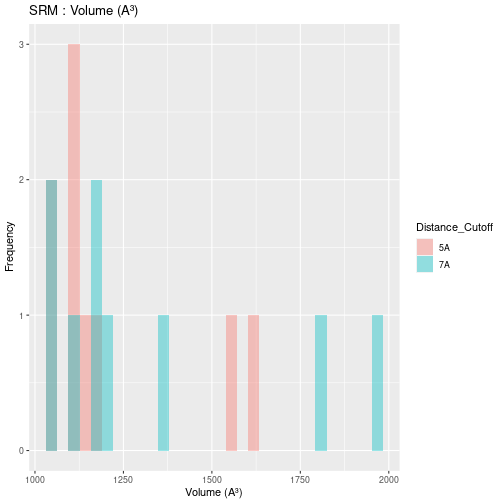 SRM : Volume (A³)
3
2
1
0
Frequency
1000 1250 1500 1750 2000
Volume (A³)
Distance_Cutoff
5A
7A